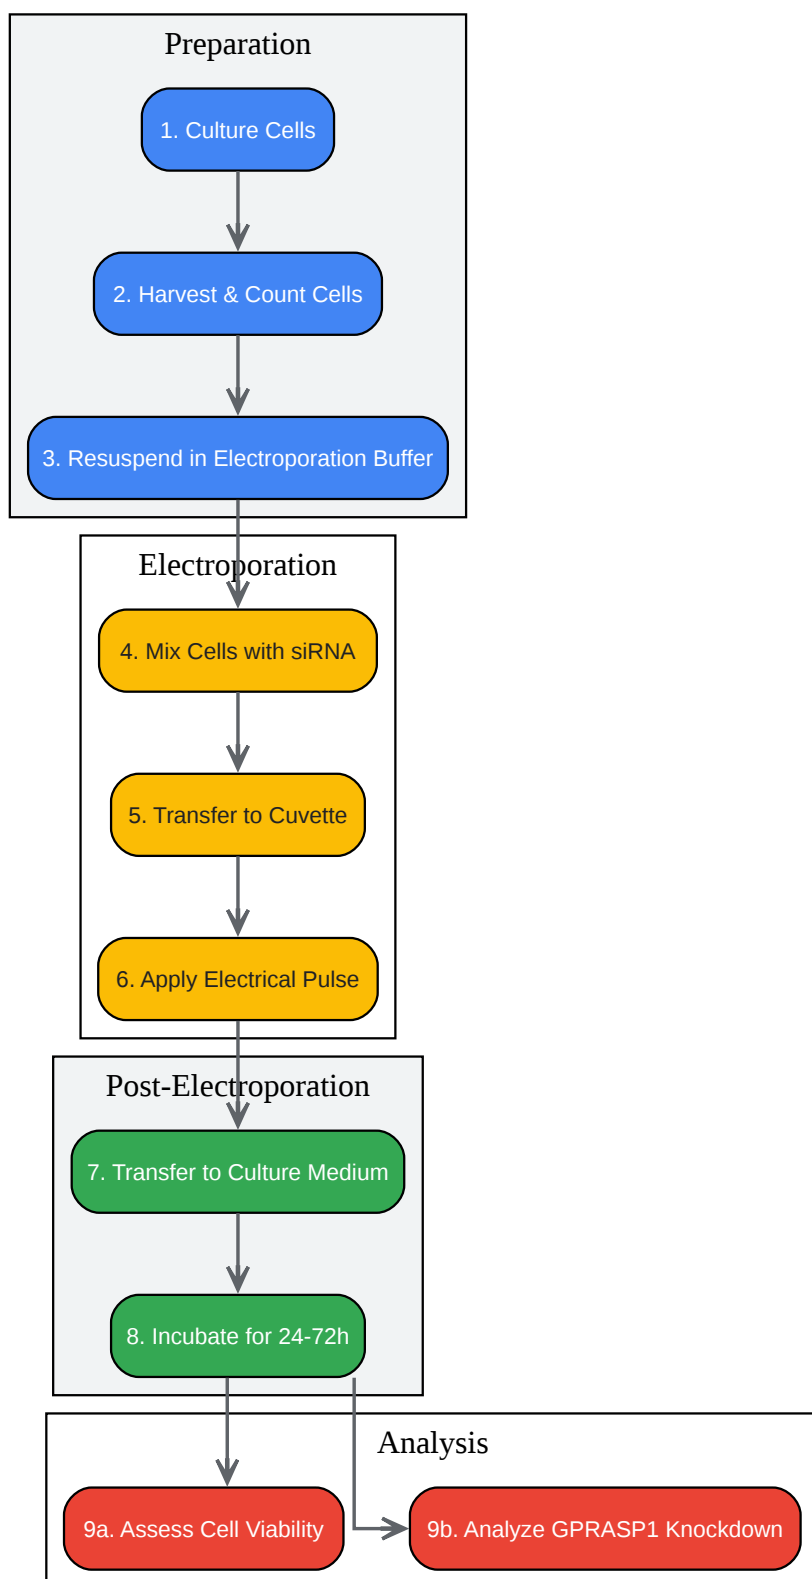 Preparation
1. Culture Cells
2. Harvest & Count Cells
3. Resuspend in Electroporation Buffer
Electroporation
4. Mix Cells with siRNA
5. Transfer to Cuvette
6. Apply Electrical Pulse
Post-Electroporation
7. Transfer to Culture Medium
8. Incubate for 24-72h
Analysis
9a. Assess Cell Viability
9b. Analyze GPRASP1 Knockdown